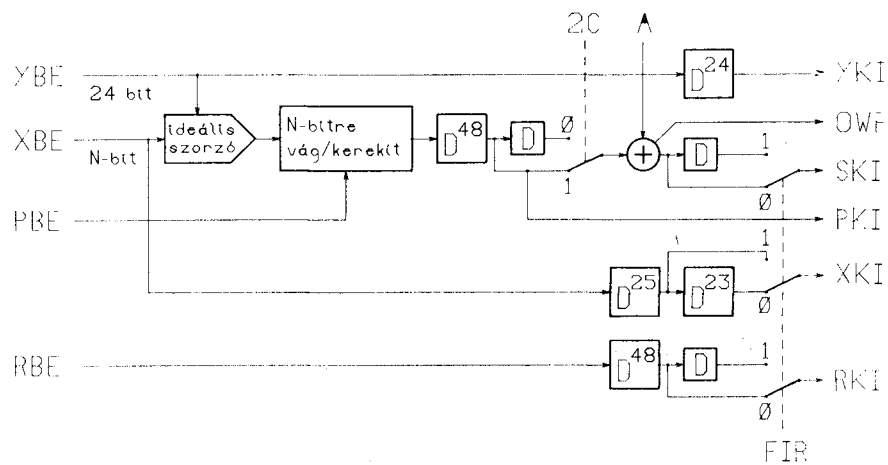 2C
A
YBE
24 bit
D24
YKI
ideális
szorzó
N-bitre
vág/kerekít
D48
D
Ø
1
+
OWF
XBE
N-bit
D
1
SKI
Ø
PBE
PKI
D25
D23
1
XKI
Ø
RBE
D48
D
1
RKI
Ø
FIR